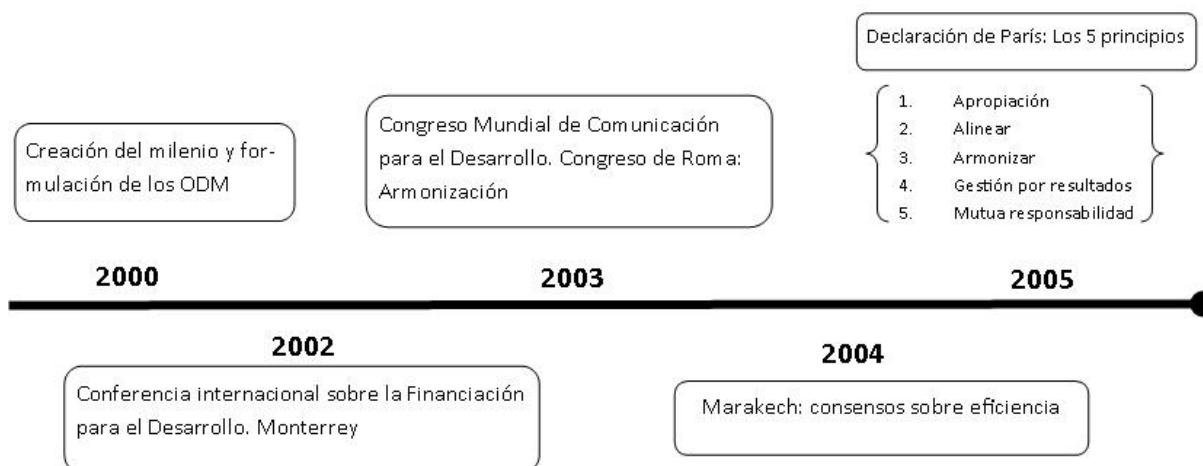 Declaración de París: Los 5 principios
1. Apropiación
2. Alinear
3. Armonizar
4. Gestión por resultados
5. Mutua responsabilidad
Congreso Mundial de Comunicación
para el Desarrollo. Congreso de Roma:
Armonización
Creación del milenio y for-
mulación de los ODM
2000
2003
2005
2002
2004
Conferencia internacional sobre la Financiación
para el Desarrollo. Monterrey
Marakech: consensos sobre eficiencia